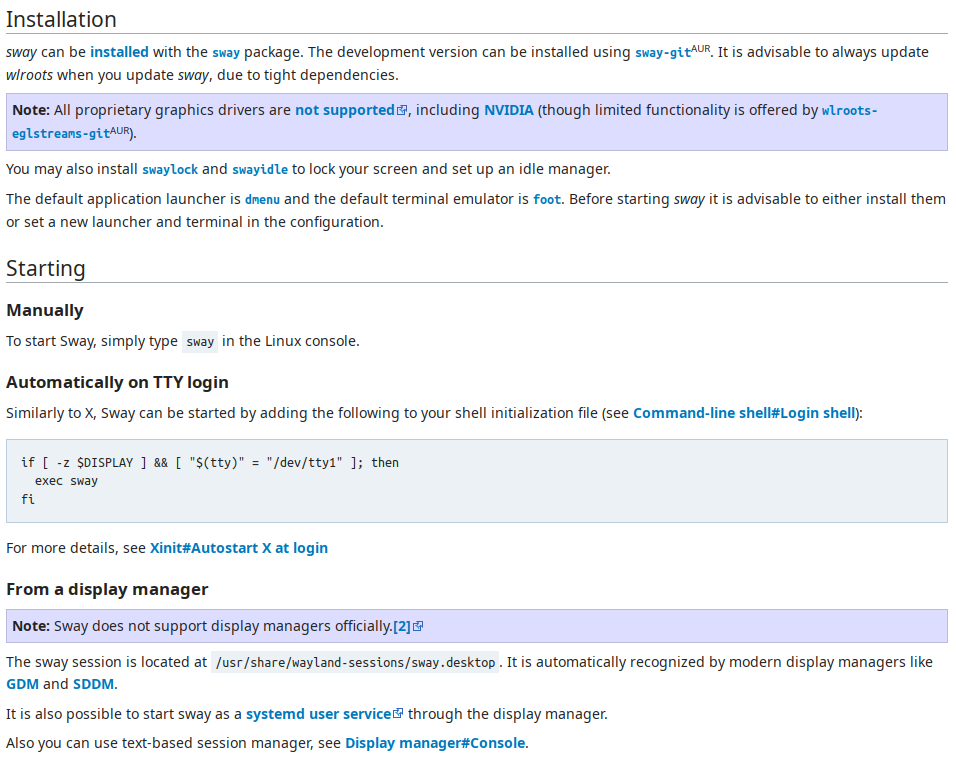 Installation
sway can be installed with the sway package. The development version can be installed using sway-gitAUR. It is advisable to always update
wlroots when you update sway, due to tight dependencies.
Note: All proprietary graphics drivers are not supported, including NVIDIA (though limited functionality is offered by wlroots-
eglstreams-gitAUR).
You may also install swaylock and swayidle to lock your screen and set up an idle manager.
The default application launcher is dmenu and the default terminal emulator is foot. Before starting sway it is advisable to either install them
or set a new launcher and terminal in the configuration.
Starting
Manually
To start Sway, simply type sway in the Linux console.
Automatically on TTY login
Similarly to X, Sway can be started by adding the following to your shell initialization file (see Command-line shell#Login shell):
if [ -z $DISPLAY ] && [ "$(tty)" = "/dev/tty1" ]; then
  exec sway
fi
For more details, see Xinit#Autostart X at login
From a display manager
Note: Sway does not support display managers officially.[2]
The sway session is located at /usr/share/wayland-sessions/sway.desktop. It is automatically recognized by modern display managers like
GDM and SDDM.
It is also possible to start sway as a systemd user service through the display manager.
Also you can use text-based session manager, see Display manager#Console.